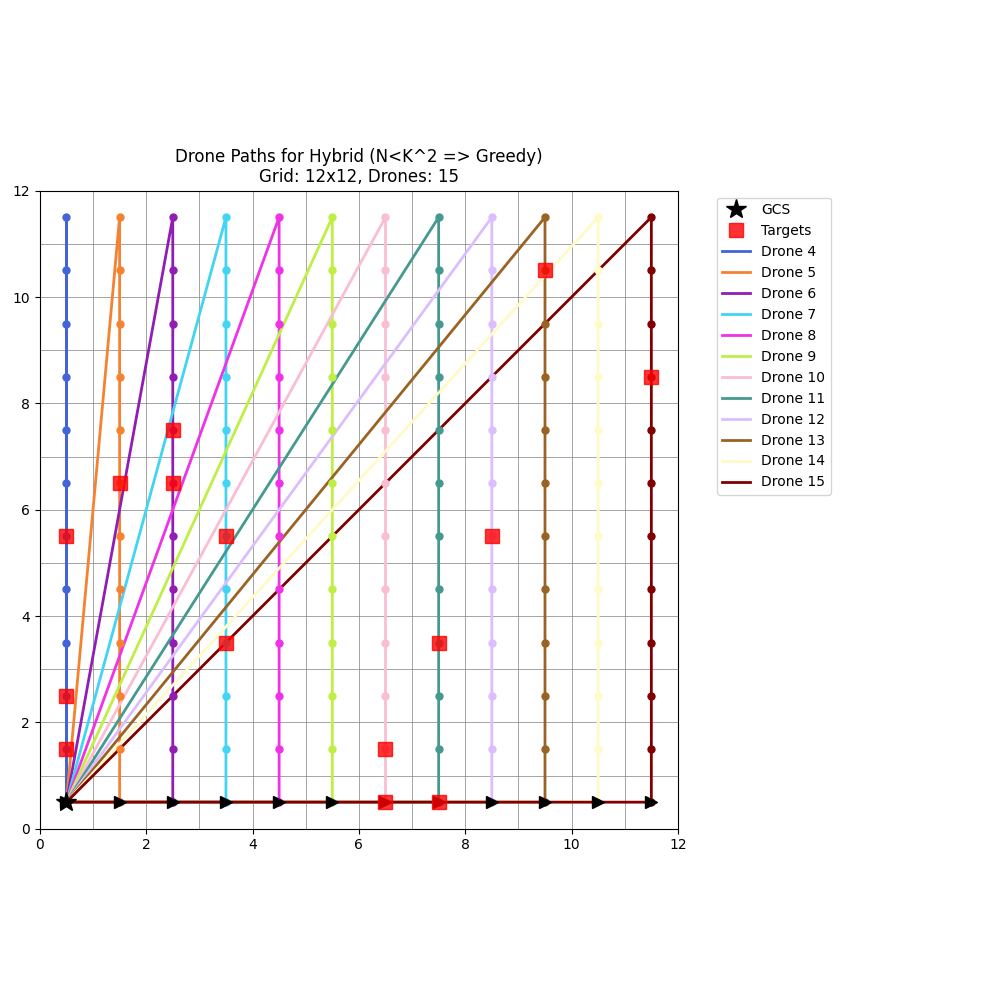 Drone Paths for Hybrid (N<K^2 => Greedy)
Grid: 12x12, Drones: 15
12
10
8
6
4
2
0
0 2 4 6 8 10 12
GCS
Targets
Drone 4
Drone 5
Drone 6
Drone 7
Drone 8
Drone 9
Drone 10
Drone 11
Drone 12
Drone 13
Drone 14
Drone 15